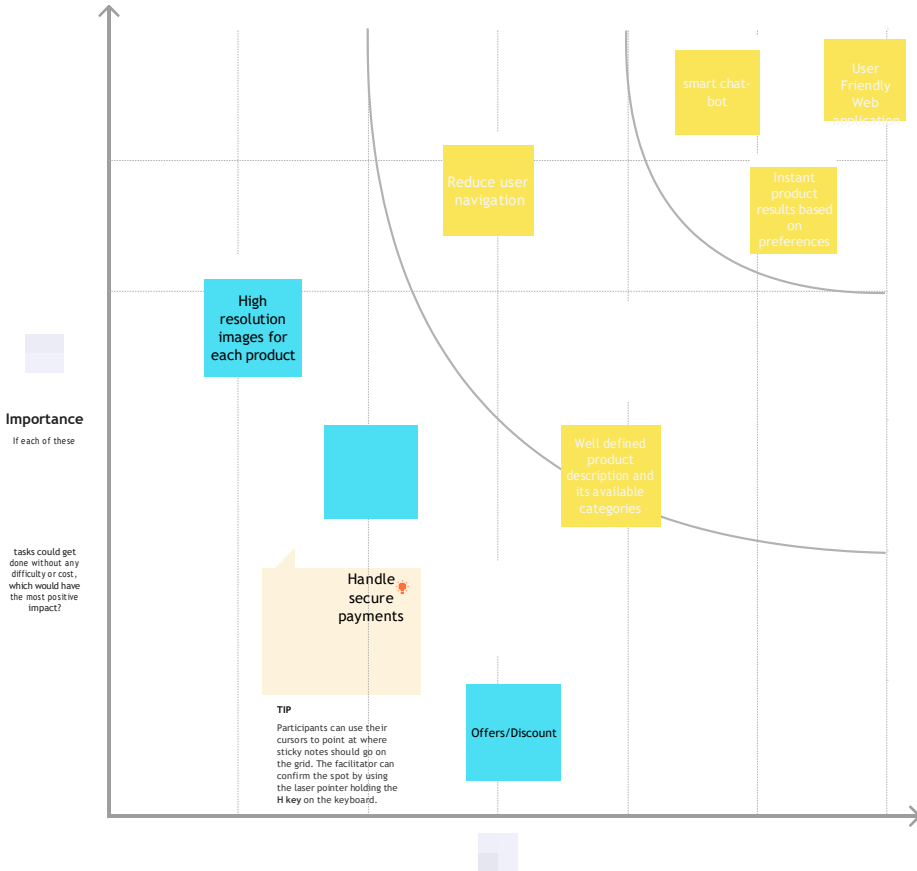 smart chat-
bot
User
Friendly
Web
application
Reduce user
navigation
Instant
product
results based
on
preferences
High
resolution
images for
each product
Importance
If each of these
tasks could get
done without any
difficulty or cost,
which would have
the most positive
impact?
Well defined
product
description and
its available
categories
Handle
secure
payments
TIP
Participants can use their
cursors to point at where
sticky notes should go on
the grid. The facilitator can
confirm the spot by using
the laser pointer holding the
H key on the keyboard.
Offers/Discount